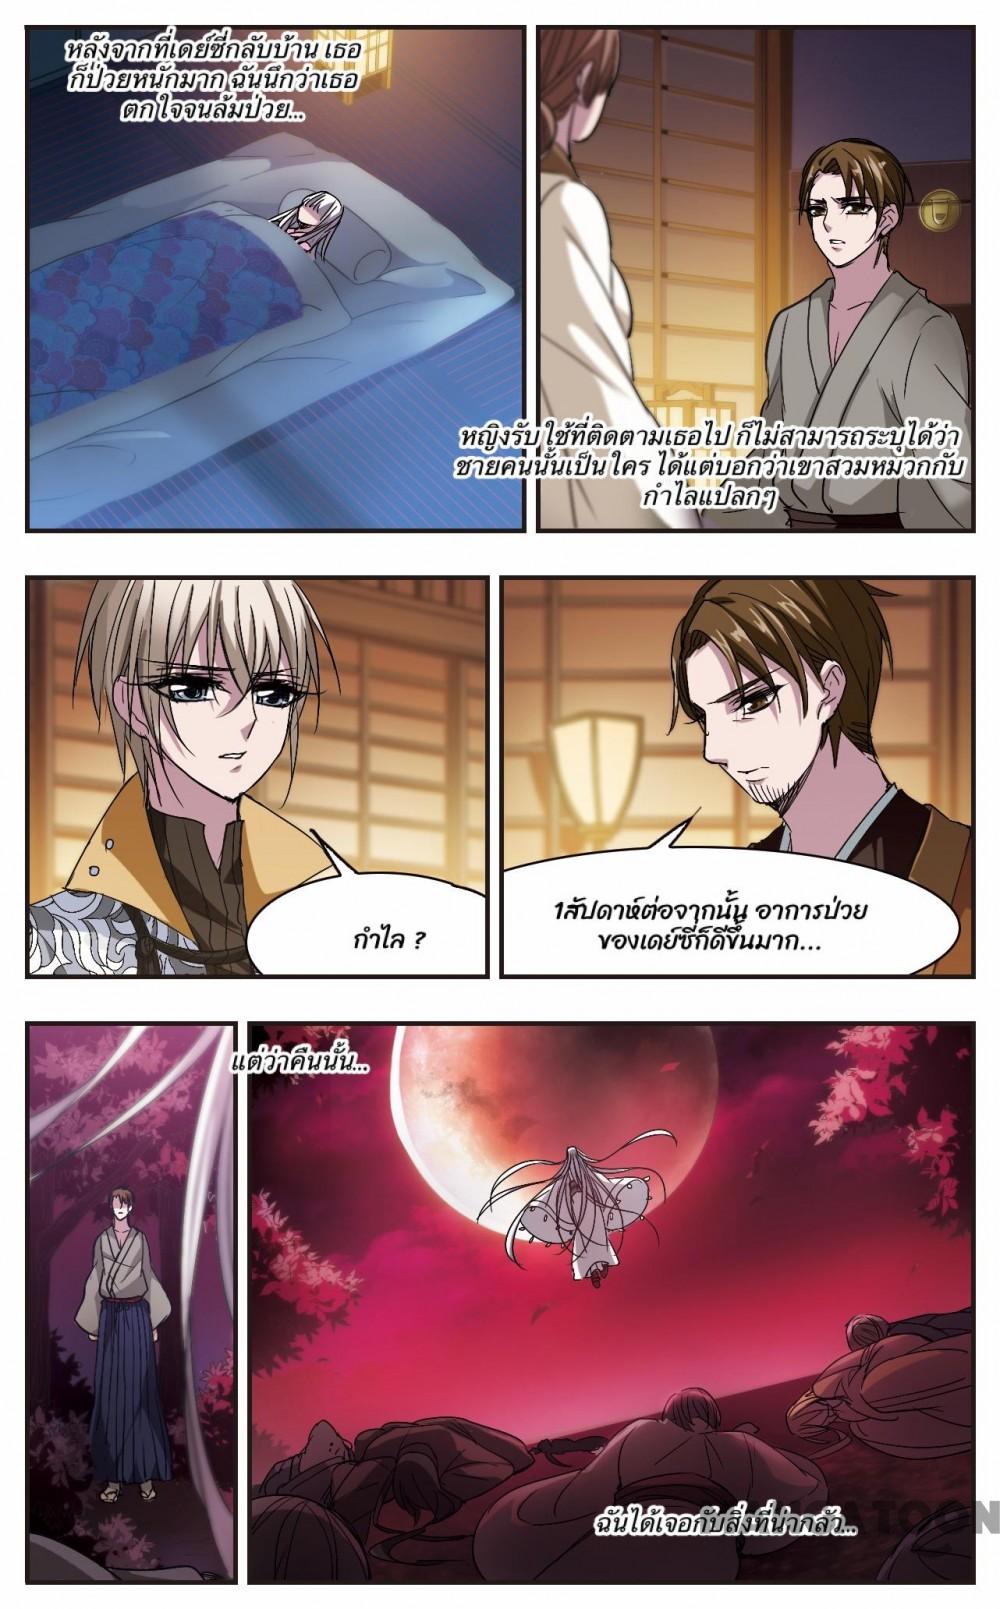 หลังจากที่เดย์ซี่กลับบ้าน เธอ
ก็ป่วยหนักมาก ฉันนึกว่าเธอ
ตกใจจนล้มป่วย...
หญิงรับใช้ที่ติดตามเธอไป ก็ไม่สามารถระบุได้ว่า
ชายคนนั้นเป็นใคร ได้แต่บอกว่าเขาสวมหมวกกับ
กำไลแปลกๆ
กำไล ?
1สัปดาห์ต่อจากนั้น อาการป่วย
ของเดย์ซี่ก็ดีขึ้นมาก...
แต่ว่าคืนนั้น...
ฉันได้เจอกับสิ่งที่น่ากลัว...